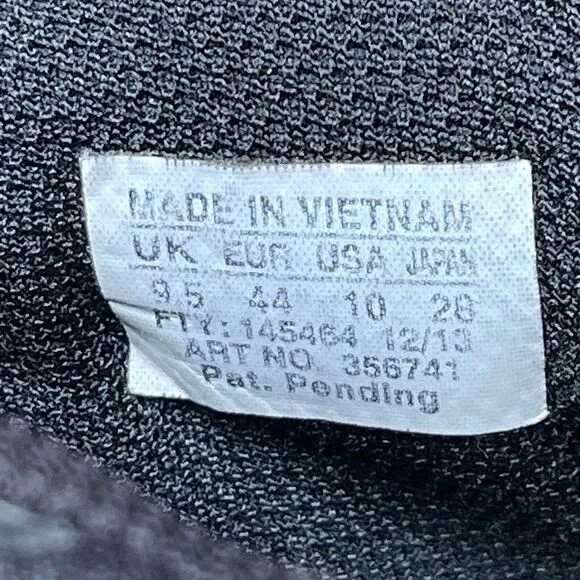 MADE IN VIETNAM
UK EUR USA JAPAN
9.5 44 10 28
FTY: 145464 12/13
ART NO. 356741
Pat. Pending